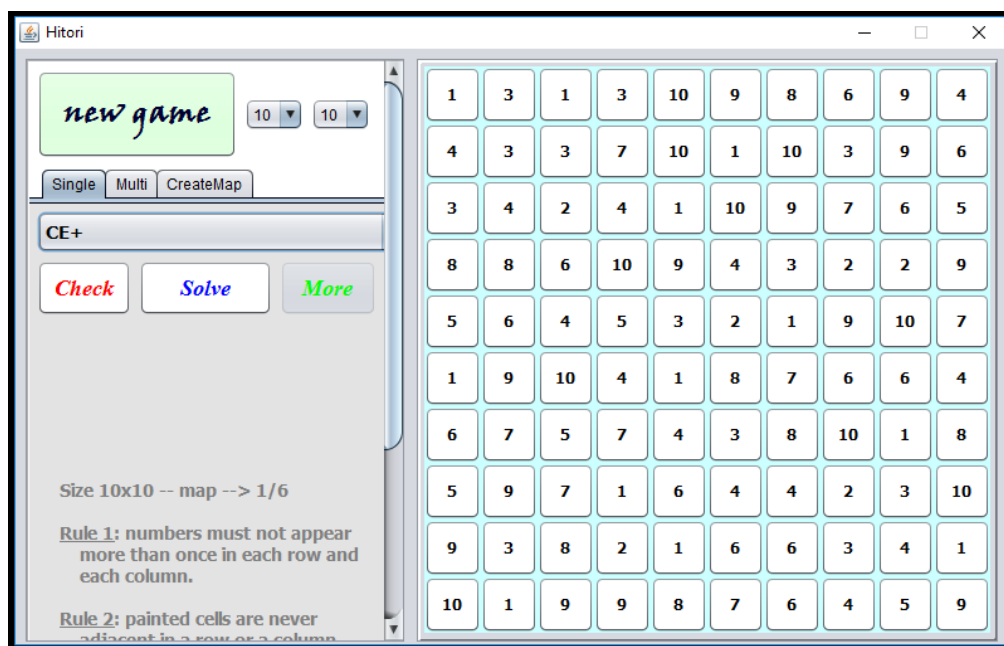 Hitori
new game 10 10
Single Multi CreateMap
CE+
Check Solve More
Size 10x10 -- map --> 1/6
Rule 1: numbers must not appear
more than once in each row and
each column.
Rule 2: painted cells are never
adjacent in a row or a column
1 3 1 3 10 9 8 6 9 4
4 3 3 7 10 1 10 3 9 6
3 4 2 4 1 10 9 7 6 5
8 8 6 10 9 4 3 2 2 9
5 6 4 5 3 2 1 9 10 7
1 9 10 4 1 8 7 6 6 4
6 7 5 7 4 3 8 10 1 8
5 9 7 1 6 4 4 2 3 10
9 3 8 2 1 6 6 3 4 1
10 1 9 9 8 7 6 4 5 9